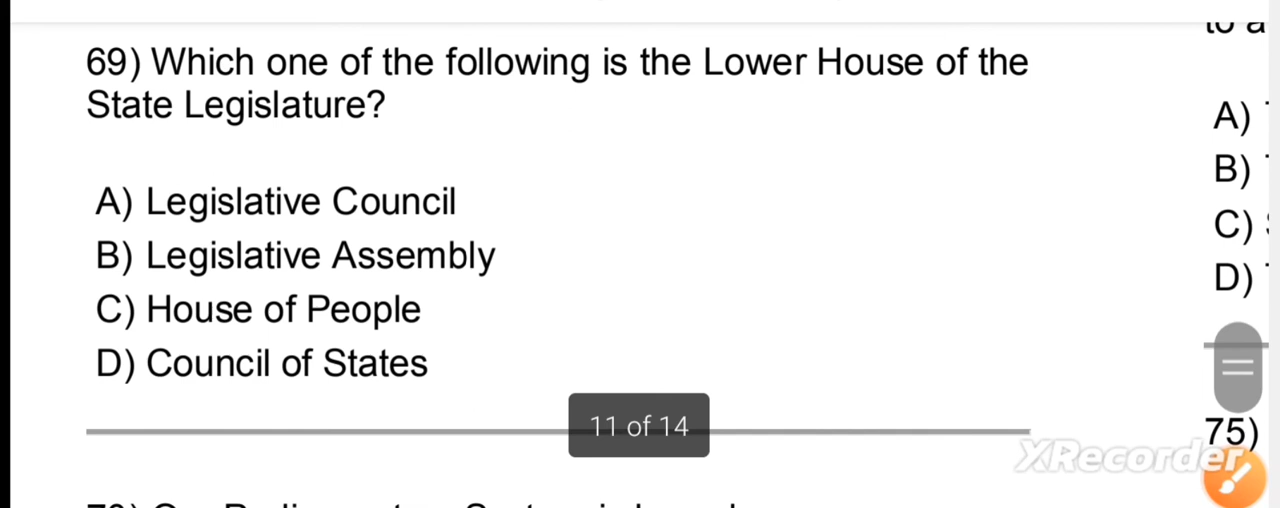 69) Which one of the following is the Lower House of the
State Legislature?
A) Legislative Council
B) Legislative Assembly
C) House of People
D) Council of States
11 of 14
A)
B)
C)
D)
75)
XRecorder